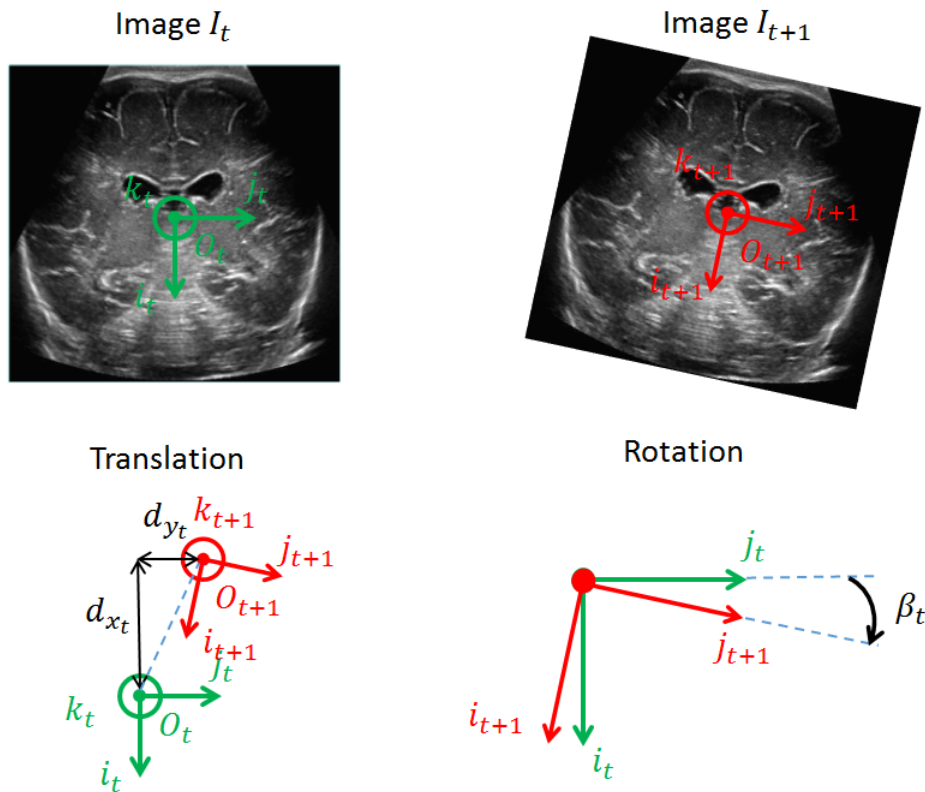 Image I_t
Image I_{t+1}
k_t
j_t
O_t
i_t
k_{t+1}
j_{t+1}
O_{t+1}
i_{t+1}
Translation
d_{y_t}
k_{t+1}
j_{t+1}
O_{t+1}
d_{x_t}
i_{t+1}
j_t
k_t
O_t
i_t
Rotation
j_t
β_t
j_{t+1}
i_{t+1}
i_t